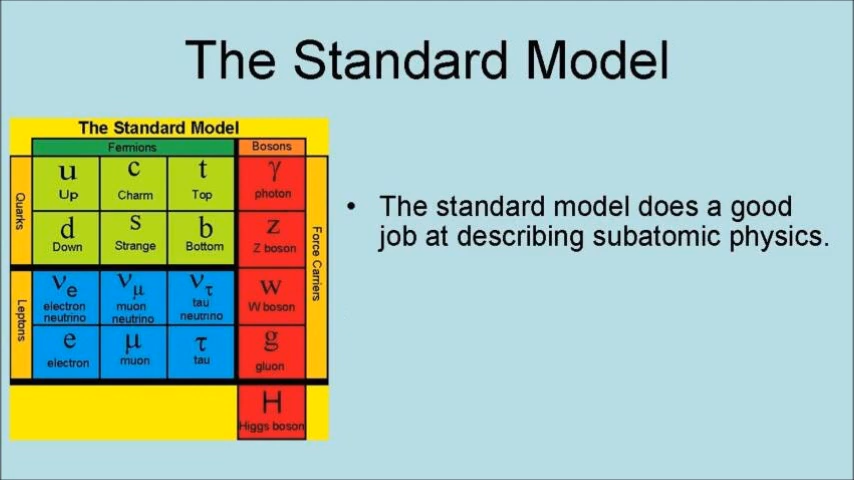 The Standard Model
The Standard Model
Fermions
Bosons
Quarks
u
Up
c
Charm
t
Top
γ
photon
d
Down
s
Strange
b
Bottom
z
Z boson
Force Carriers
Leptons
νe
electron
neutrino
νμ
muon
neutrino
ντ
tau
neutrino
w
W boson
e
electron
μ
muon
τ
tau
g
gluon
H
Higgs boson
• The standard model does a good
job at describing subatomic physics.